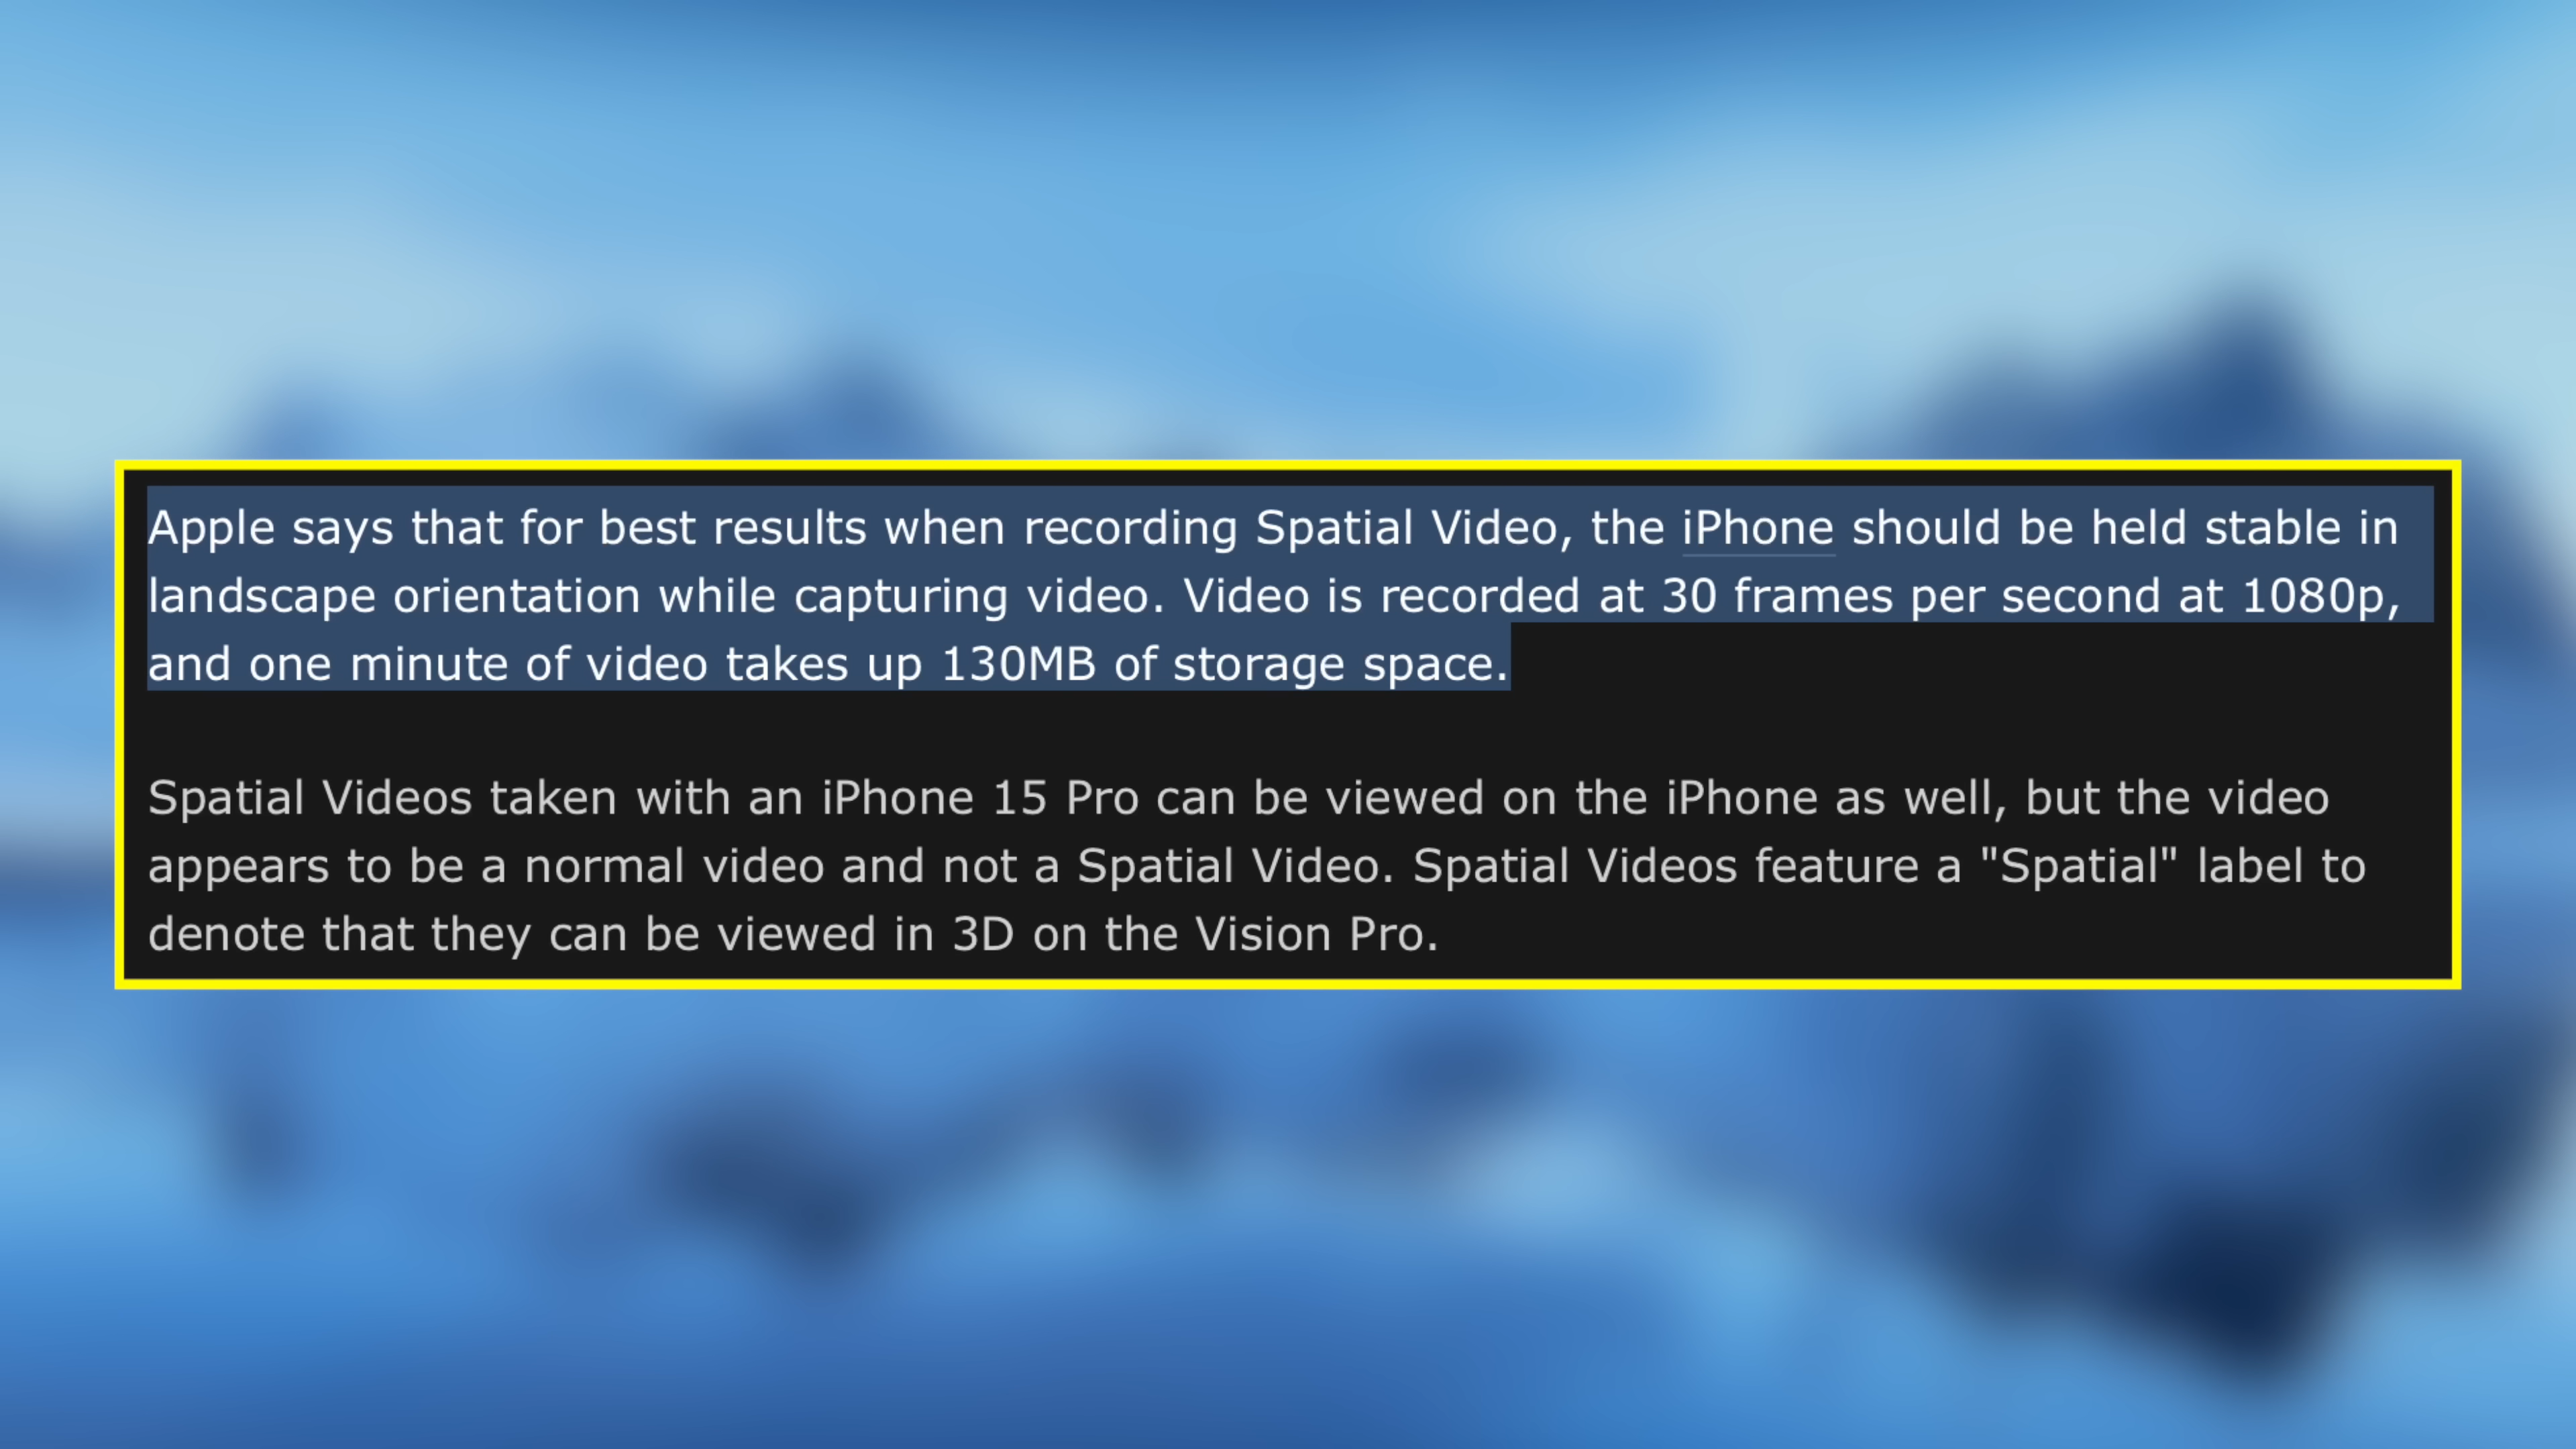 Apple says that for best results when recording Spatial Video, the iPhone should be held stable in
landscape orientation while capturing video. Video is recorded at 30 frames per second at 1080p,
and one minute of video takes up 130MB of storage space.
Spatial Videos taken with an iPhone 15 Pro can be viewed on the iPhone as well, but the video
appears to be a normal video and not a Spatial Video. Spatial Videos feature a "Spatial" label to
denote that they can be viewed in 3D on the Vision Pro.